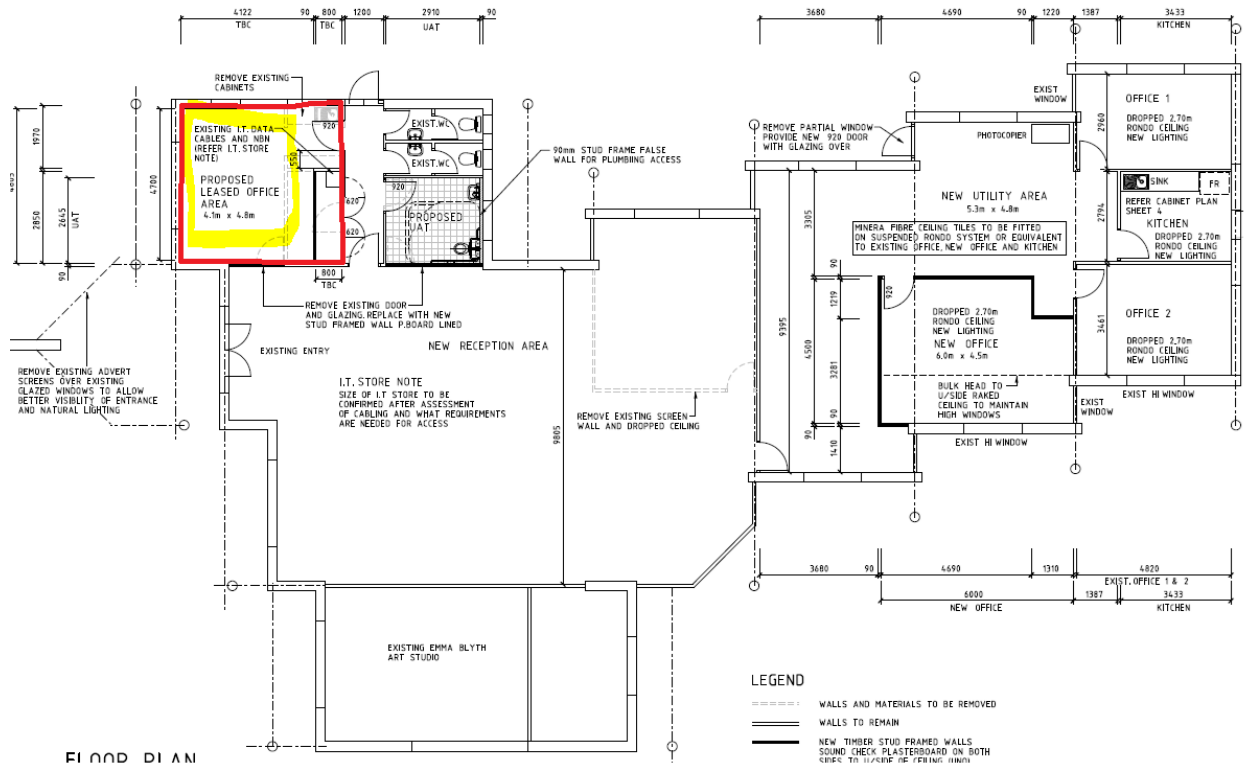 4122
90
800
1200
2910
90
TBC
TBC
UAT
3680
4690
90
1220
1387
3433
KITCHEN
REMOVE EXISTING
CABINETS
1970
2850
4700
2645
UAT
90
EXISTING I.T. DATA
CABLES AND NBN
(REFER I.T. STORE
NOTE)
PROPOSED
LEASED OFFICE
AREA
4.1m x 4.8m
920
550
620
620
800
TBC
EXIST.WC
EXIST.WC
920
PROPOSED
UAT
90mm STUD FRAME FALSE
WALL FOR PLUMBING ACCESS
REMOVE EXISTING DOOR
AND GLAZING. REPLACE WITH NEW
STUD FRAMED WALL P.BOARD LINED
EXISTING ENTRY
NEW RECEPTION AREA
REMOVE EXISTING ADVERT
SCREENS OVER EXISTING
GLAZED WINDOWS TO ALLOW
BETTER VISIBLITY OF ENTRANCE
AND NATURAL LIGHTING
I.T. STORE NOTE
SIZE OF I.T STORE TO BE
CONFIRMED AFTER ASSESSMENT
OF CABLING AND WHAT REQUIREMENTS
ARE NEEDED FOR ACCESS
9805
REMOVE EXISTING SCREEN
WALL AND DROPPED CEILING
REMOVE PARTIAL WINDOW
PROVIDE NEW 920 DOOR
WITH GLAZING OVER
EXIST
WINDOW
PHOTOCOPIER
OFFICE 1
DROPPED 2,70m
RONDO CEILING
NEW LIGHTING
2960
NEW UTILITY AREA
5.3m x 4.8m
MINERA FIBRE CEILING TILES TO BE FITTED
ON SUSPENDED RONDO SYSTEM OR EQUIVALENT
TO EXISTING OFFICE, NEW OFFICE AND KITCHEN
SINK
FR
REFER CABINET PLAN
SHEET 4
KITCHEN
DROPPED 2,70m
RONDO CEILING
NEW LIGHTING
2794
3305
90
1219
9395
4500
3281
90
1410
920
DROPPED 2,70m
RONDO CEILING
NEW LIGHTING
NEW OFFICE
6.0m x 4.5m
BULK HEAD TO
U/SIDE RAKED
CEILING TO MAINTAIN
HIGH WINDOWS
3461
OFFICE 2
DROPPED 2,70m
RONDO CEILING
NEW LIGHTING
EXIST
WINDOW
EXIST HI WINDOW
EXIST HI WINDOW
3680
90
4690
1310
4820
EXIST. OFFICE 1 & 2
6000
NEW OFFICE
1387
3433
KITCHEN
EXISTING EMMA BLYTH
ART STUDIO
LEGEND
WALLS AND MATERIALS TO BE REMOVED
WALLS TO REMAIN
NEW TIMBER STUD FRAMED WALLS
SOUND CHECK PLASTERBOARD ON BOTH
SIDES TO U/SIDE OF CEILING (UNO)
FLOOR PLAN